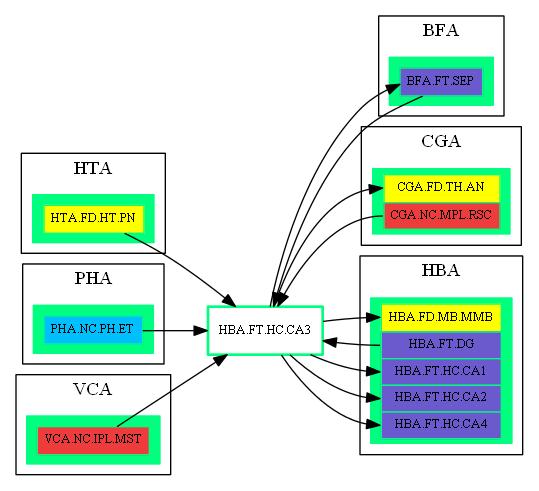 BFA
BFA.FT.SEP
CGA
CGA.FD.TH.AN
CGA.NC.MPL.RSC
HTA
HTA.FD.HT.PN
PHA
PHA.NC.PH.ET
VCA
VCA.NC.IPL.MST
HBA.FT.HC.CA3
HBA
HBA.FD.MB.MMB
HBA.FT.DG
HBA.FT.HC.CA1
HBA.FT.HC.CA2
HBA.FT.HC.CA4